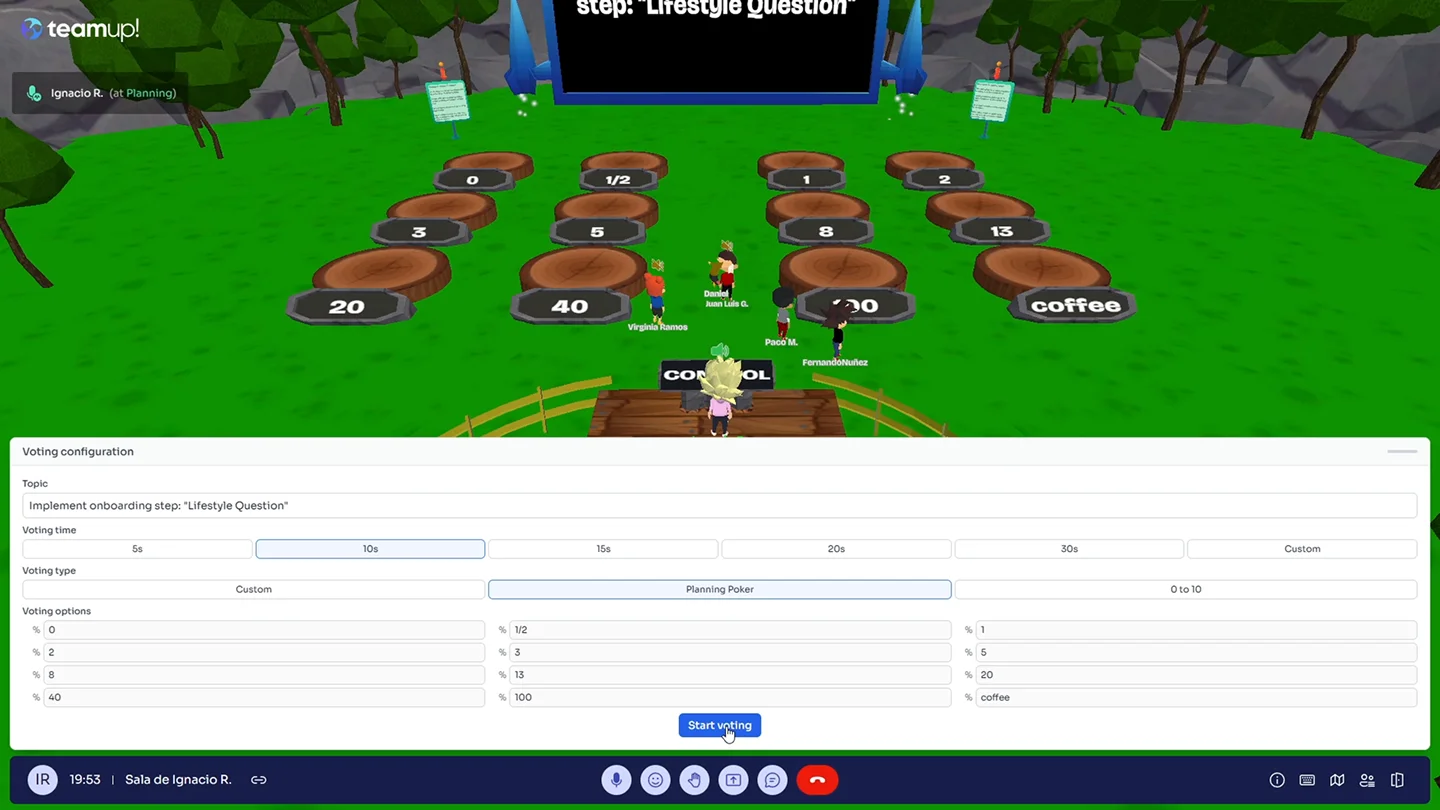 step: "Lifestyle Question"
teamup!
Ignacio R. (at Planning)
0
1/2
1
2
3
5
8
13
20
40
coffee
Daniel
Juan Luis G.
Virginia Ramos
Paco M.
FernandoNuñez
Voting configuration
Topic
Implement onboarding step: "Lifestyle Question"
Voting time
5s
10s
15s
20s
30s
Custom
Voting type
Custom
Planning Poker
0 to 10
Voting options
% 0
% 1/2
% 1
% 2
% 3
% 5
% 8
% 13
% 20
% 40
% 100
% coffee
Start voting
IR 19:53 | Sala de Ignacio R.